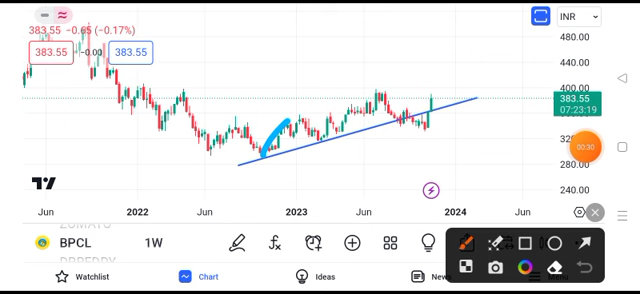 383.55 −0.65 (−0.17%)
383.55 -0.00 383.55
INR
480.00
440.00
400.00
383.55
07:23:19
320.00
00:30
280.00
240.00
Jun 2022 Jun 2023 Jun 2024 Jun
ZOMATO
BPCL 1W
Watchlist Chart Ideas News